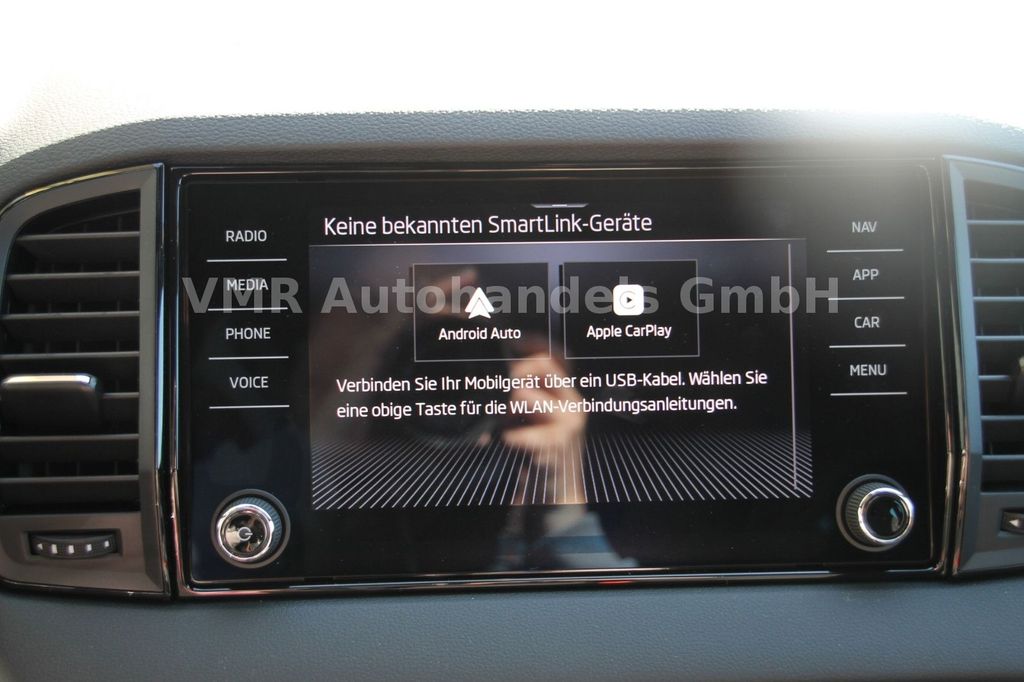 Keine bekannten SmartLink-Geräte
RADIO
MEDIA
PHONE
VOICE
NAV
APP
CAR
MENU
VMR Autohandels GmbH
Android Auto
Apple CarPlay
Verbinden Sie Ihr Mobilgerät über ein USB-Kabel. Wählen Sie
eine obige Taste für die WLAN-Verbindungsanleitungen.